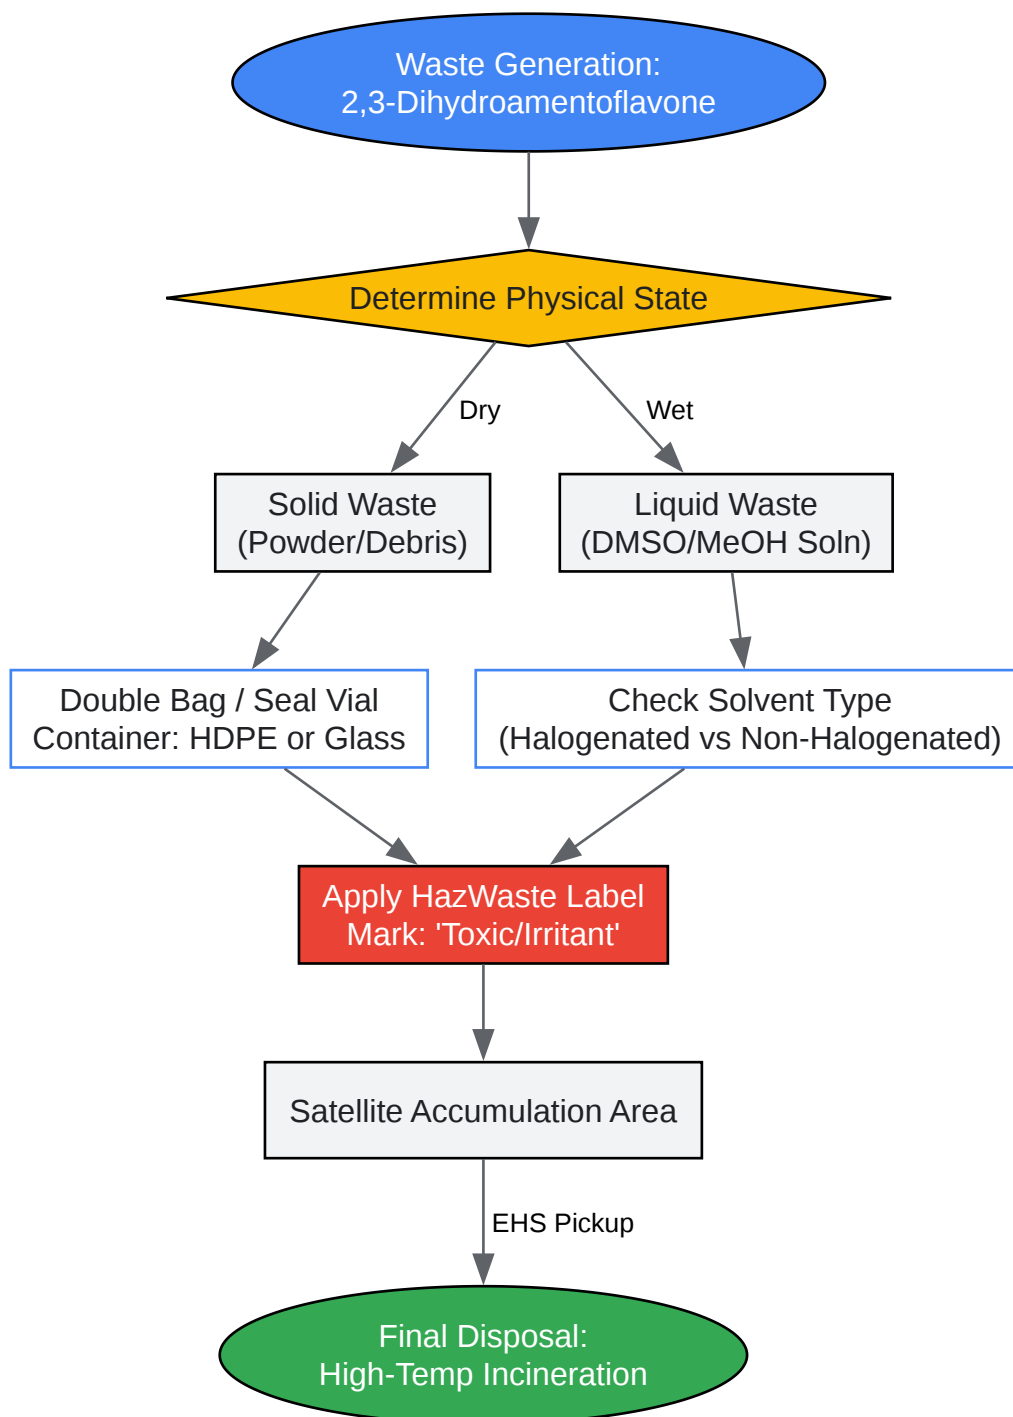 Waste Generation:
2,3-Dihydroamentoflavone
Determine Physical State
Dry
Wet
Solid Waste
(Powder/Debris)
Liquid Waste
(DMSO/MeOH Soln)
Double Bag / Seal Vial
Container: HDPE or Glass
Check Solvent Type
(Halogenated vs Non-Halogenated)
Apply HazWaste Label
Mark: 'Toxic/Irritant'
Satellite Accumulation Area
EHS Pickup
Final Disposal:
High-Temp Incineration